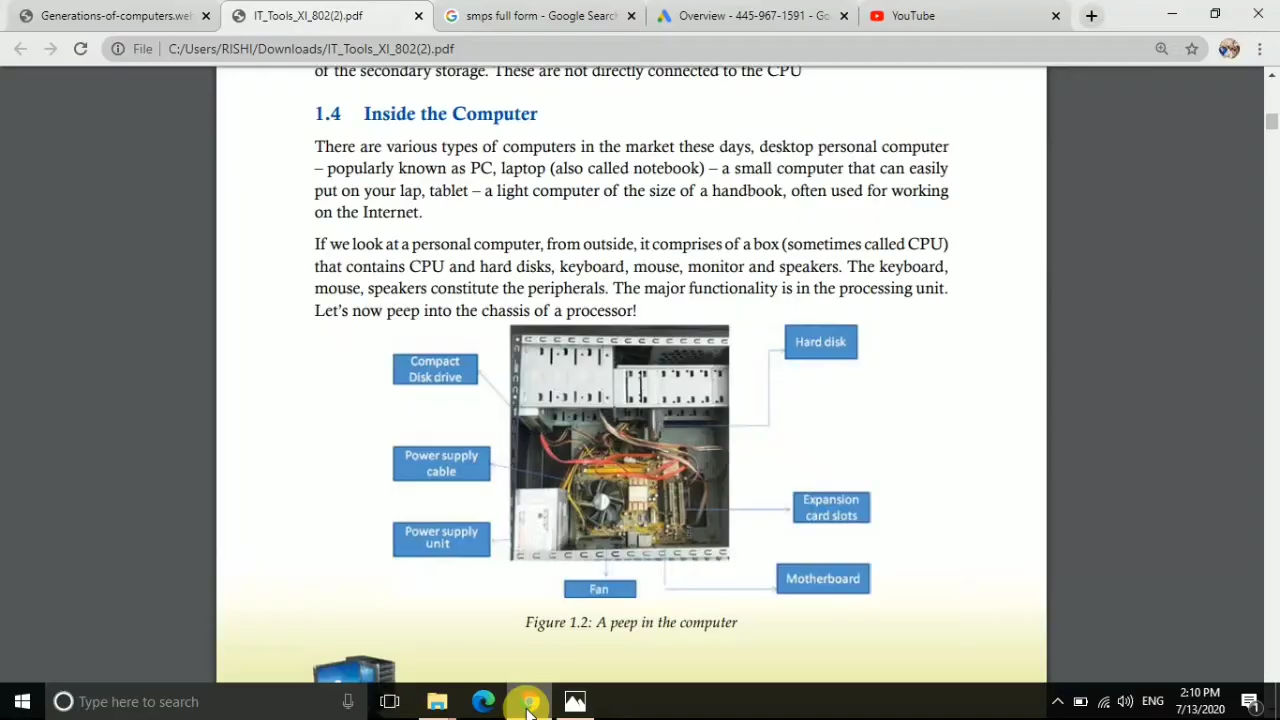 Generations-of-computers.wei
IT_Tools_XI_802(2).pdf
smps full form - Google Search
Overview - 445-967-1591 - Go
YouTube
File
C:/Users/RISHI/Downloads/IT_Tools_XI_802(2).pdf
of the secondary storage. These are not directly connected to the CPU
1.4 Inside the Computer
There are various types of computers in the market these days, desktop personal computer
– popularly known as PC, laptop (also called notebook) – a small computer that can easily
put on your lap, tablet – a light computer of the size of a handbook, often used for working
on the Internet.
If we look at a personal computer, from outside, it comprises of a box (sometimes called CPU)
that contains CPU and hard disks, keyboard, mouse, monitor and speakers. The keyboard,
mouse, speakers constitute the peripherals. The major functionality is in the processing unit.
Let's now peep into the chassis of a processor!
Compact
Disk drive
Hard disk
Power supply
cable
Expansion
card slots
Power supply
unit
Motherboard
Fan
Figure 1.2: A peep in the computer
Type here to search
ENG
2:10 PM
7/13/2020
1